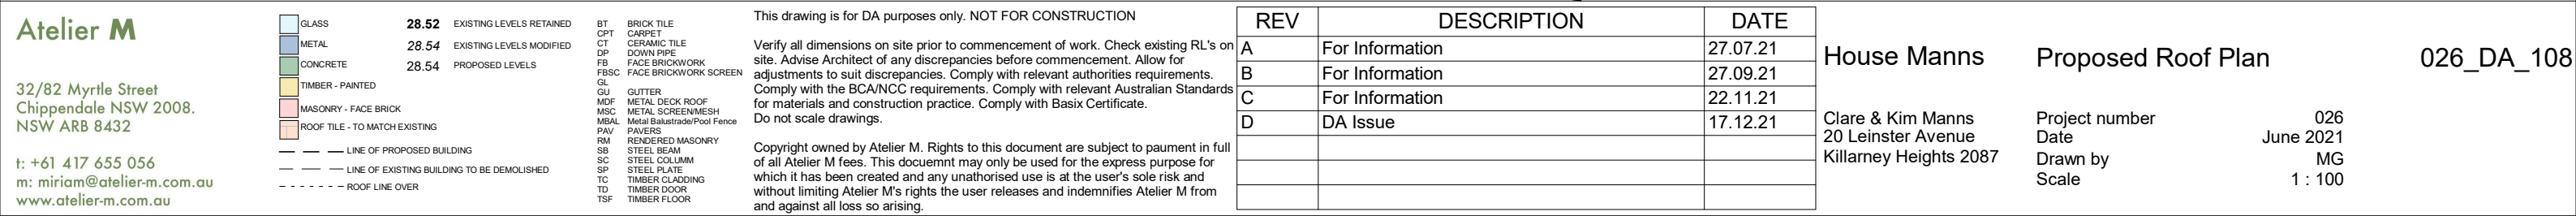 Atelier M
32/82 Myrtle Street
Chippendale NSW 2008.
NSW ARB 8432
t: +61 417 655 056
m: miriam@atelier-m.com.au
www.atelier-m.com.au
GLASS
METAL
CONCRETE
TIMBER - PAINTED
MASONRY - FACE BRICK
ROOF TILE - TO MATCH EXISTING
LINE OF PROPOSED BUILDING
LINE OF EXISTING BUILDING TO BE DEMOLISHED
ROOF LINE OVER
28.52 EXISTING LEVELS RETAINED
28.54 EXISTING LEVELS MODIFIED
28.54 PROPOSED LEVELS
BT BRICK TILE
CPT CARPET
CT CERAMIC TILE
DP DOWN PIPE
FB FACE BRICKWORK
FBSC FACE BRICKWORK SCREEN
GL
GU GUTTER
MDF METAL DECK ROOF
MSC METAL SCREEN/MESH
MBAL Metal Balustrade/Pool Fence
PAV PAVERS
RM RENDERED MASONRY
SB STEEL BEAM
SC STEEL COLUMM
SP STEEL PLATE
TC TIMBER CLADDING
TD TIMBER DOOR
TSF TIMBER FLOOR
This drawing is for DA purposes only. NOT FOR CONSTRUCTION
Verify all dimensions on site prior to commencement of work. Check existing RL's on
site. Advise Architect of any discrepancies before commencement. Allow for
adjustments to suit discrepancies. Comply with relevant authorities requirements.
Comply with the BCA/NCC requirements. Comply with relevant Australian Standards
for materials and construction practice. Comply with Basix Certificate.
Do not scale drawings.
Copyright owned by Atelier M. Rights to this document are subject to paument in full
of all Atelier M fees. This docuemnt may only be used for the express purpose for
which it has been created and any unathorised use is at the user's sole risk and
without limiting Atelier M's rights the user releases and indemnifies Atelier M from
and against all loss so arising.
REV DESCRIPTION DATE
A For Information 27.07.21
B For Information 27.09.21
C For Information 22.11.21
D DA Issue 17.12.21
House Manns
Clare & Kim Manns
20 Leinster Avenue
Killarney Heights 2087
Proposed Roof Plan
026_DA_108
Project number 026
Date June 2021
Drawn by MG
Scale 1 : 100